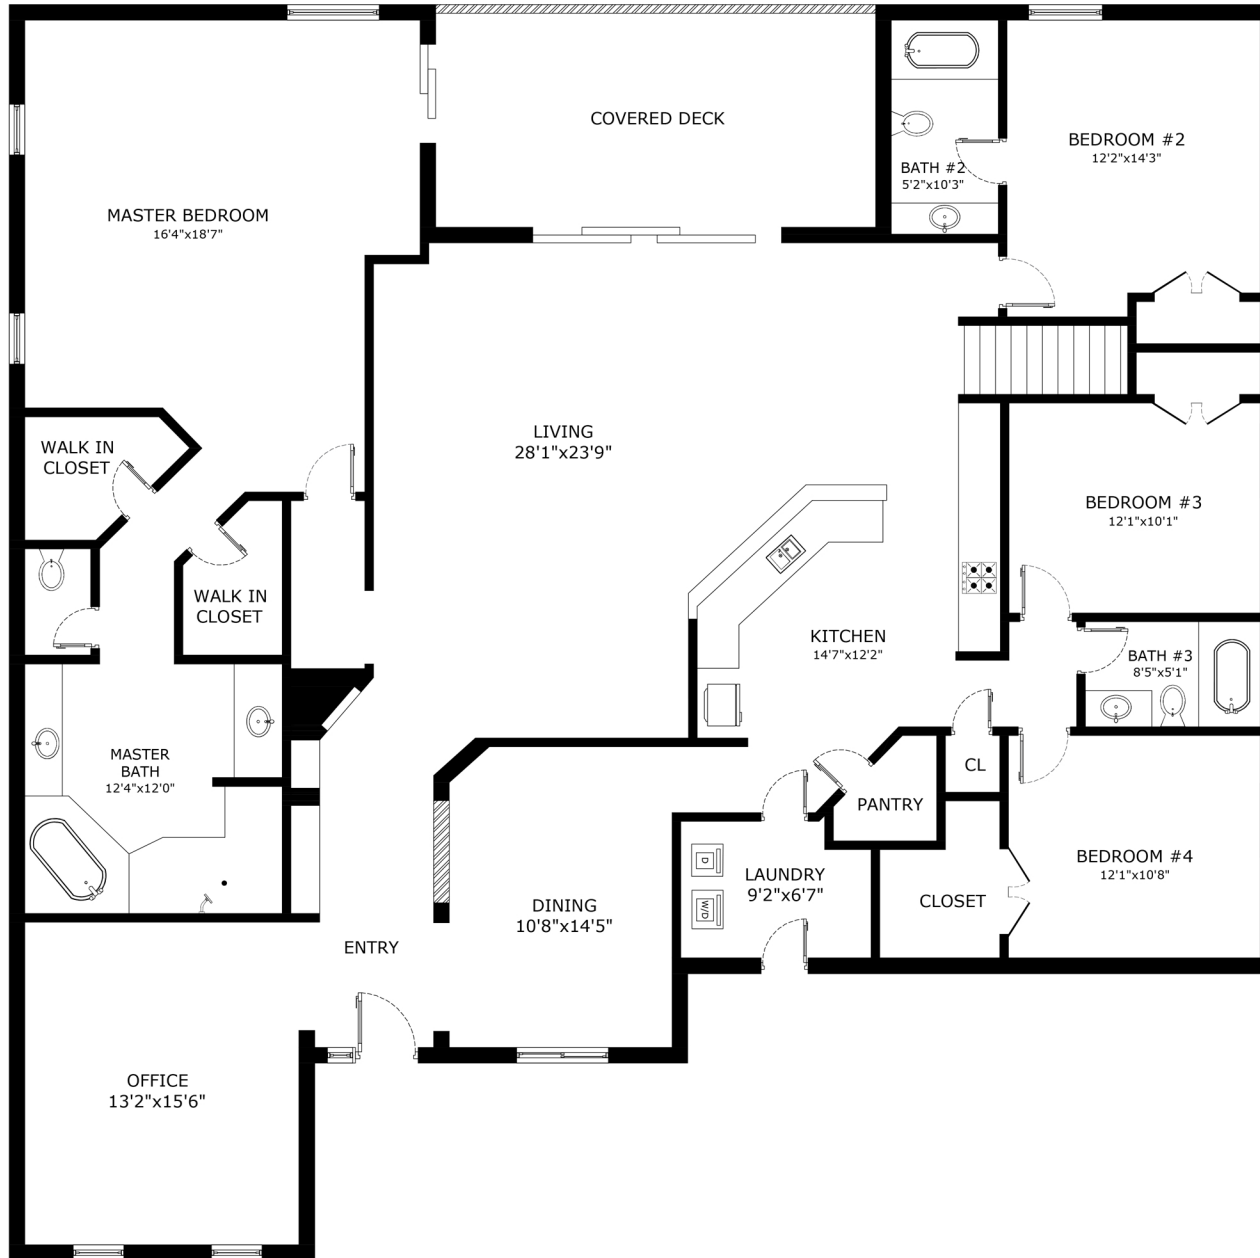 COVERED DECK
BEDROOM #2
12'2"x14'3"
BATH #2
5'2"x10'3"
MASTER BEDROOM
16'4"x18'7"
WALK IN
CLOSET
LIVING
28'1"x23'9"
BEDROOM #3
12'1"x10'1"
WALK IN
CLOSET
KITCHEN
14'7"x12'2"
BATH #3
8'5"x5'1"
MASTER
BATH
12'4"x12'0"
CL
PANTRY
BEDROOM #4
12'1"x10'8"
D
LAUNDRY
9'2"x6'7"
W/D
CLOSET
DINING
10'8"x14'5"
ENTRY
OFFICE
13'2"x15'6"